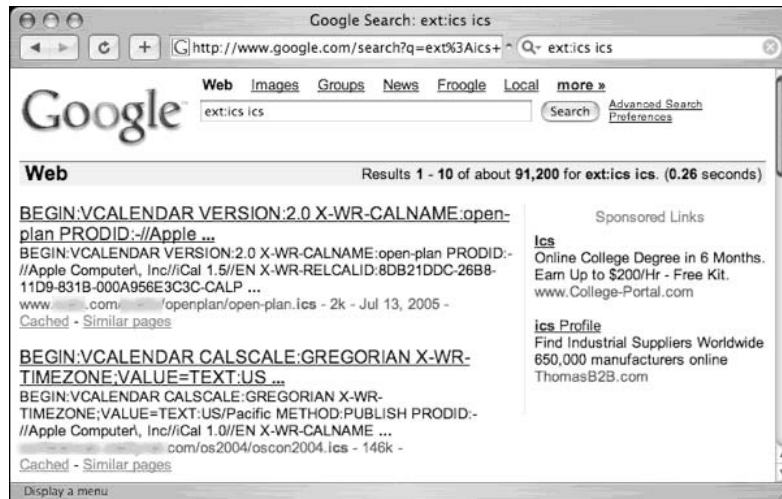 Google Search: ext:ics ics
http://www.google.com/search?q=ext%3Aics+
ext:ics ics
Web Images Groups News Froogle Local more »
Google
ext:ics ics
Search
Advanced Search
Preferences
Web
Results 1 - 10 of about 91,200 for ext:ics ics. (0.26 seconds)
BEGIN:VCALENDAR VERSION:2.0 X-WR-CALNAME:open-
plan PRODID:-//Apple ...
BEGIN:VCALENDAR VERSION:2.0 X-WR-CALNAME:open-plan PRODID:-
//Apple Computer\, Inc//iCal 1.5//EN X-WR-RELCALID:8DB21DDC-26B8-
11D9-831B-000A956E3C3C-CALP ...
www. .com/ /openplan/open-plan.ics - 2k - Jul 13, 2005 -
Cached - Similar pages
BEGIN:VCALENDAR CALSCALE:GREGORIAN X-WR-
TIMEZONE;VALUE=TEXT:US ...
BEGIN:VCALENDAR CALSCALE:GREGORIAN X-WR-
TIMEZONE;VALUE=TEXT:US/Pacific METHOD:PUBLISH PRODID:-
//Apple Computer\, Inc//iCal 1.0//EN X-WR-CALNAME ...
.com/os2004/oscon2004.ics - 146k -
Cached - Similar pages
Sponsored Links
Ics
Online College Degree in 6 Months.
Earn Up to $200/Hr - Free Kit.
www.College-Portal.com
ics Profile
Find Industrial Suppliers Worldwide
650,000 manufacturers online
ThomasB2B.com
Display a menu